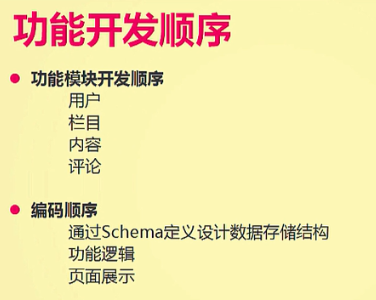 功能开发顺序
功能模块开发顺序
用户
栏目
内容
评论
编码顺序
通过Schema定义设计数据存储结构
功能逻辑
页面展示